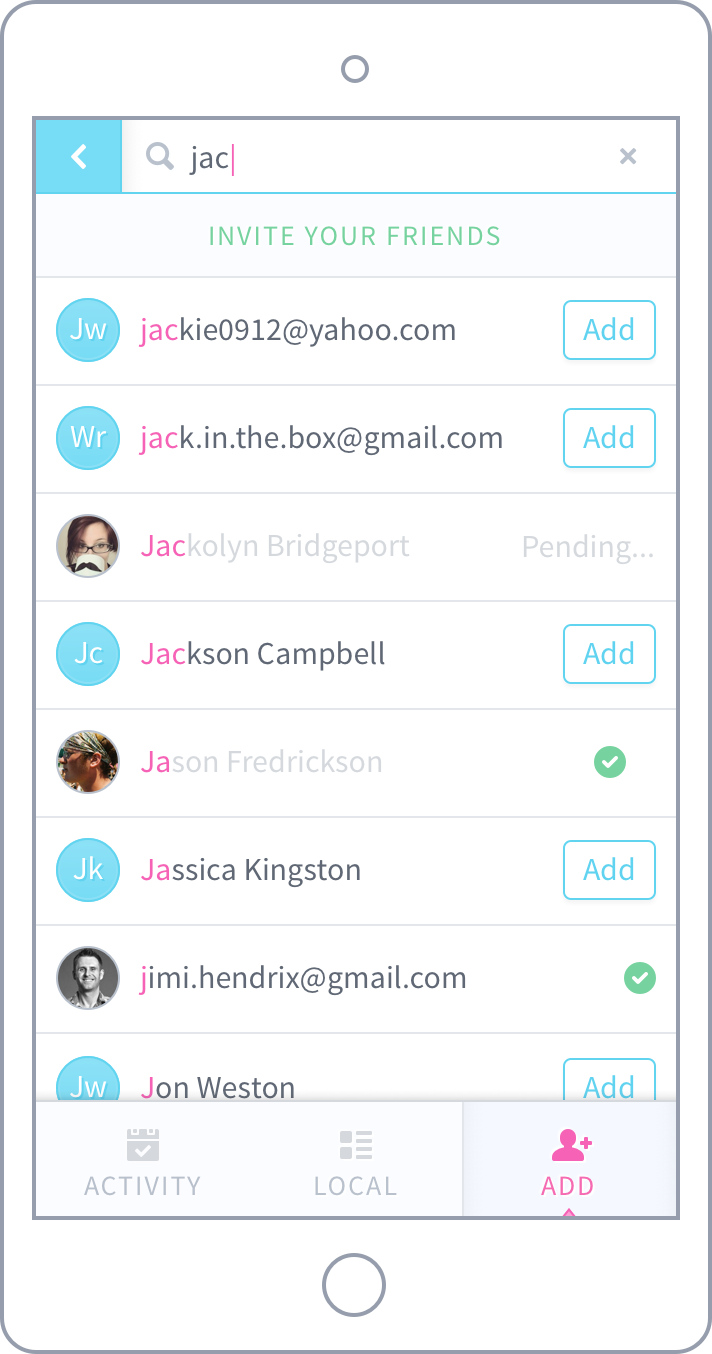 jac
INVITE YOUR FRIENDS
Jw jackie0912@yahoo.com Add
Wr jack.in.the.box@gmail.com Add
Jackolyn Bridgeport Pending...
Jc Jackson Campbell Add
Jason Fredrickson
Jk Jassica Kingston Add
jimi.hendrix@gmail.com
Jw Jon Weston Add
ACTIVITY LOCAL ADD